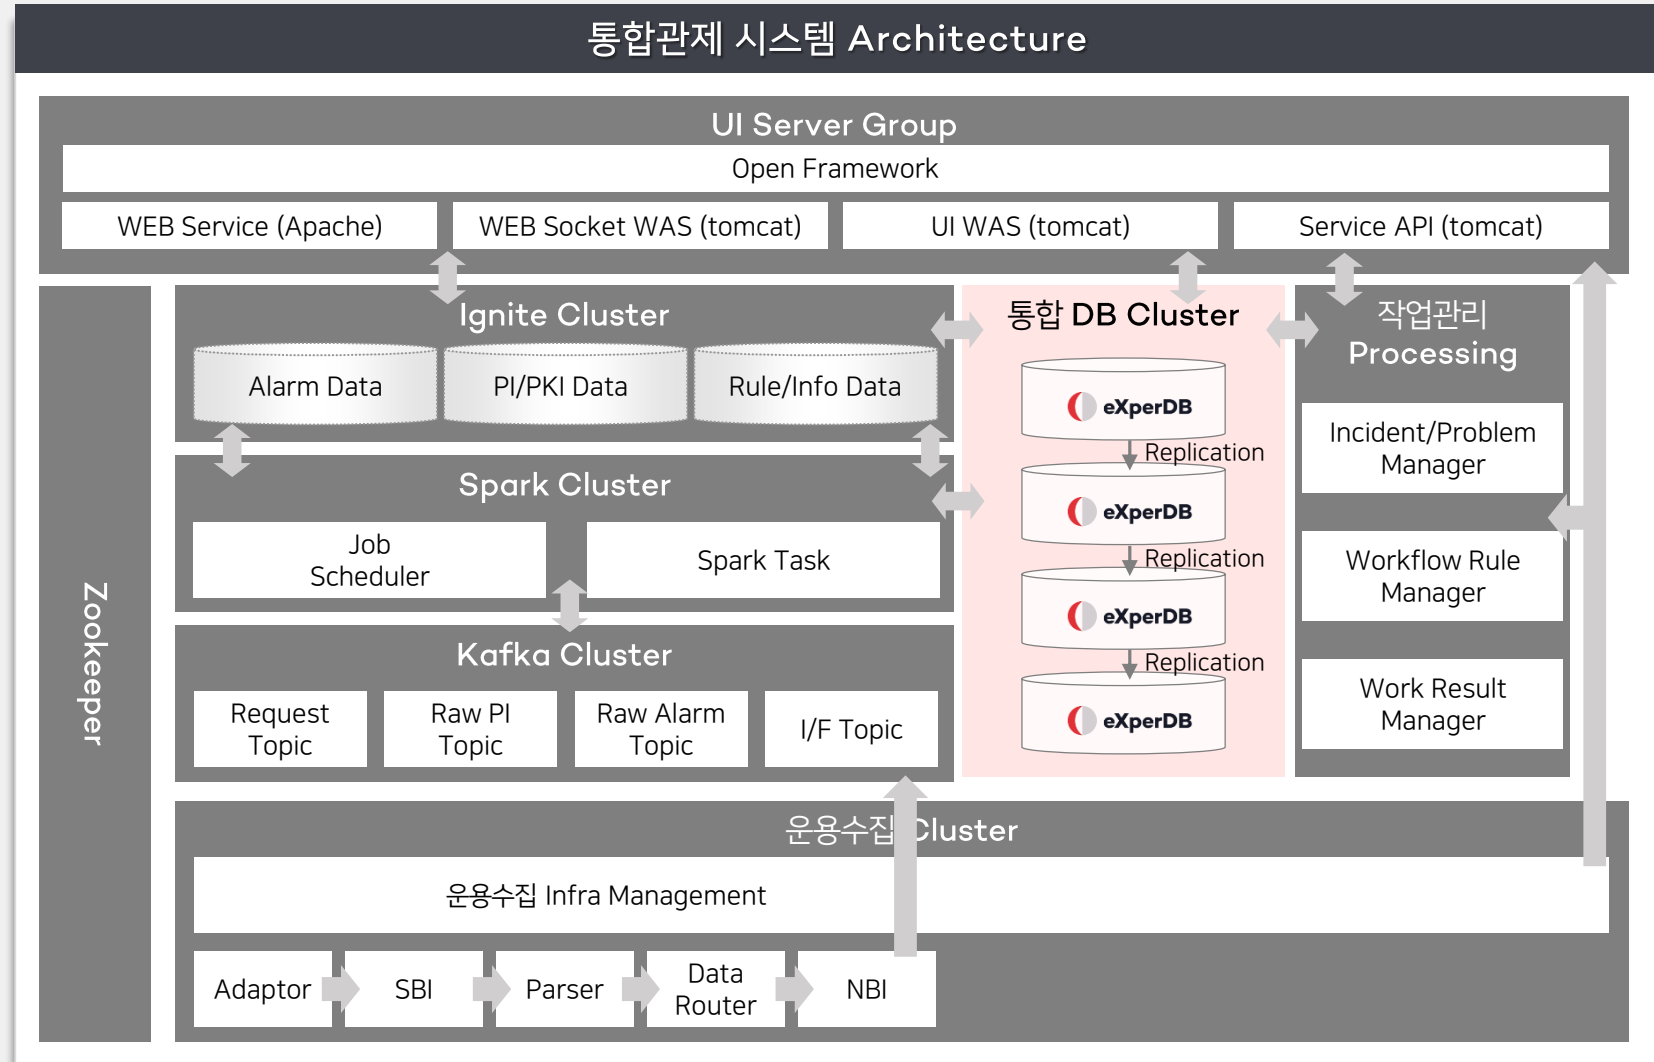 통합관제 시스템 Architecture
UI Server Group
Open Framework
WEB Service (Apache)
WEB Socket WAS (tomcat)
UI WAS (tomcat)
Service API (tomcat)
Zookeeper
Ignite Cluster
Alarm Data
PI/PKI Data
Rule/Info Data
Spark Cluster
Job
Scheduler
Spark Task
Kafka Cluster
Request
Topic
Raw PI
Topic
Raw Alarm
Topic
I/F Topic
통합 DB Cluster
eXperDB
Replication
eXperDB
Replication
eXperDB
Replication
eXperDB
작업관리
Processing
Incident/Problem
Manager
Workflow Rule
Manager
Work Result
Manager
운용수집 Cluster
운용수집 Infra Management
Adaptor
SBI
Parser
Data
Router
NBI